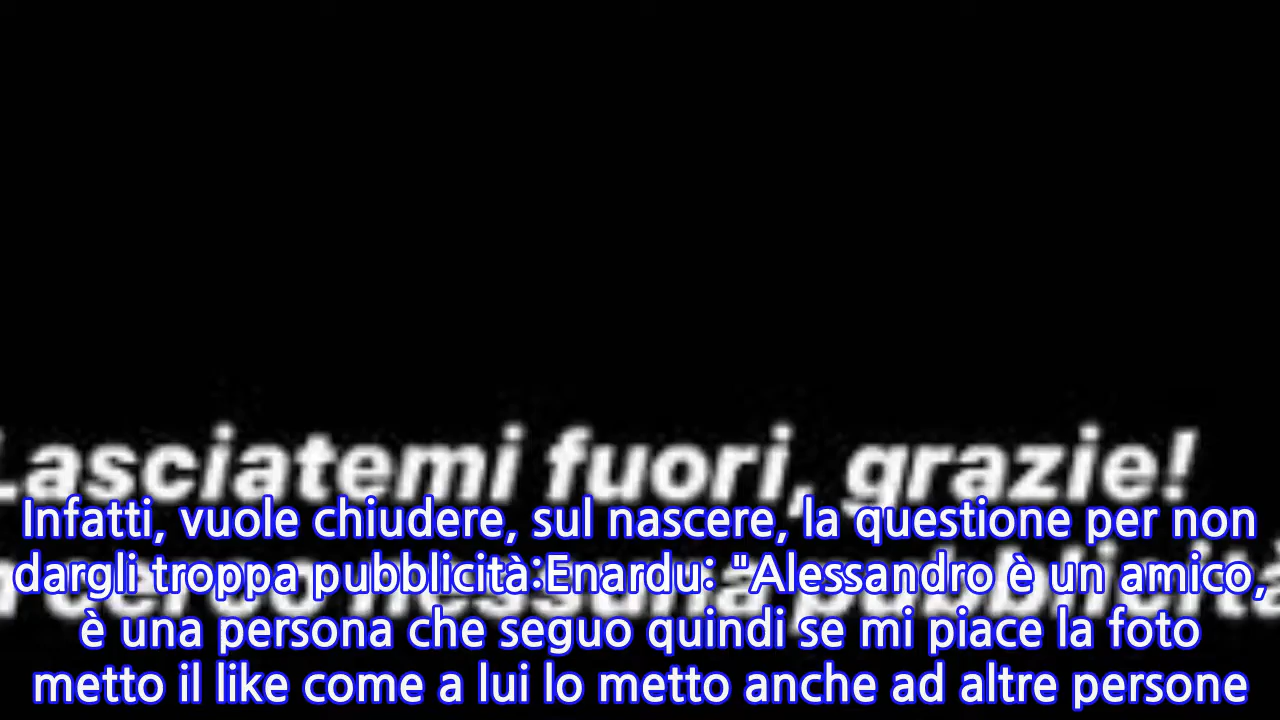 Lasciatemi fuori, grazie!
Infatti, vuole chiudere, sul nascere, la questione per non
dargli troppa pubblicità:Enardu: "Alessandro è un amico,
nessuna pubblicità
è una persona che seguo quindi se mi piace la foto
metto il like come a lui lo metto anche ad altre persone